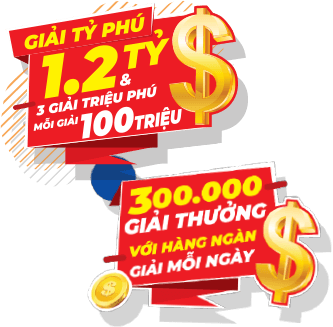 GIẢI TỶ PHÚ
1.2 TỶ
&
3 GIẢI TRIỆU PHÚ
MỖI GIẢI 100 TRIỆU
300.000
GIẢI THƯỞNG
VỚI HÀNG NGÀN
GIẢI MỖI NGÀY